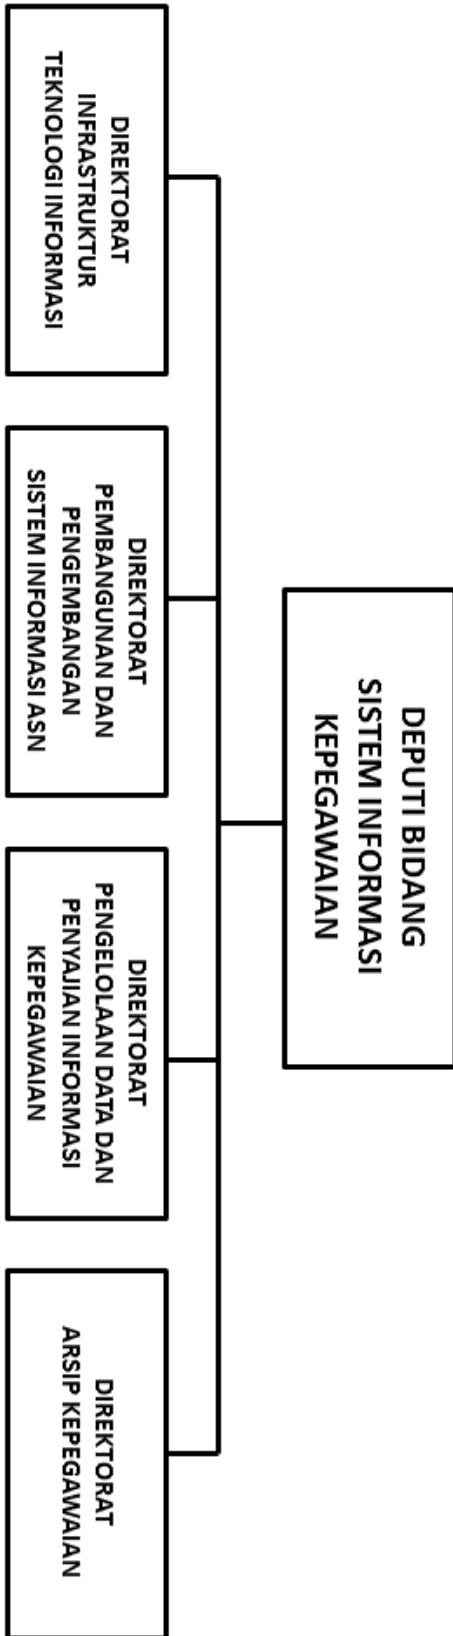 DEPUTI BIDANG
SISTEM INFORMASI
KEPEGAWAIAN
DIREKTORAT
INFRASTRUKTUR
TEKNOLOGI INFORMASI
DIREKTORAT
PEMBANGUNAN DAN
PENGEMBANGAN
SISTEM INFORMASI ASN
DIREKTORAT
PENGELOLAAN DATA DAN
PENYAJIAN INFORMASI
KEPEGAWAIAN
DIREKTORAT
ARSIP KEPEGAWAIAN